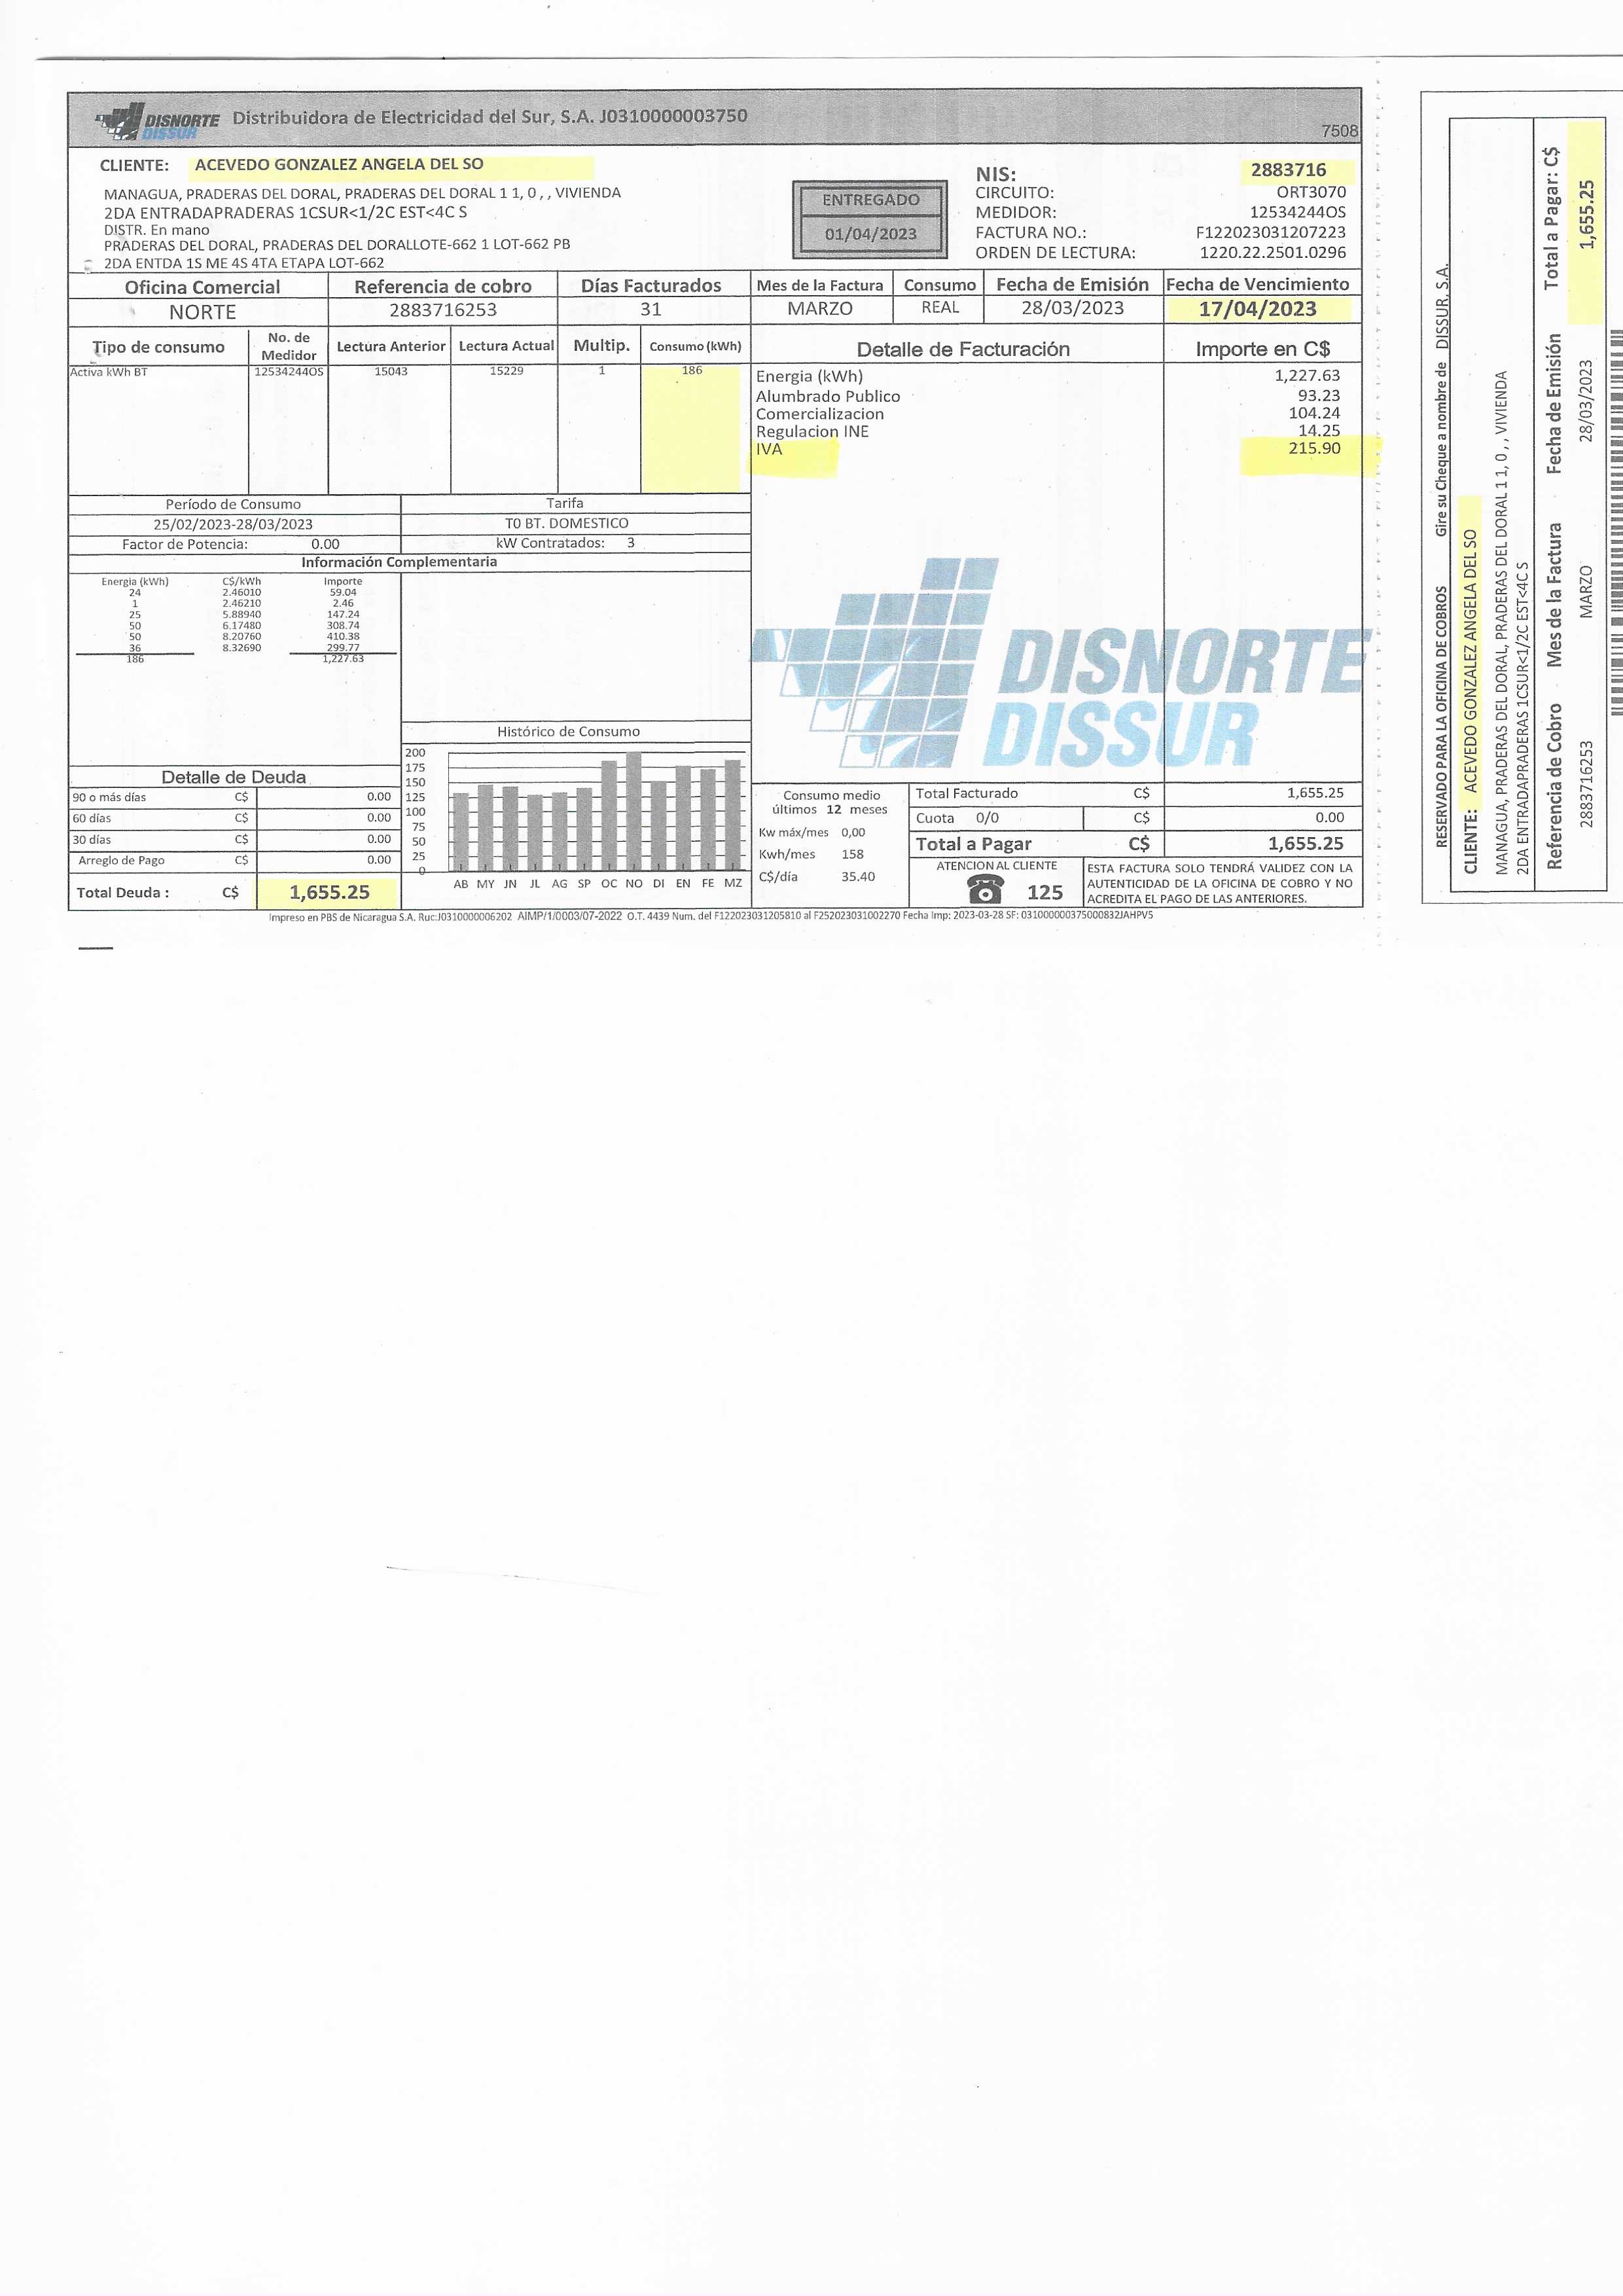 DISNORTE
DISSUR
Distribuidora de Electricidad del Sur, S.A. J0310000003750
7508
CLIENTE: ACEVEDO GONZALEZ ANGELA DEL SO
MANAGUA, PRADERAS DEL DORAL, PRADERAS DEL DORAL 1 1, 0 , , VIVIENDA
2DA ENTRADAPRADERAS 1CSUR<1/2C EST<4C S
DISTR. En mano
PRADERAS DEL DORAL, PRADERAS DEL DORALLOTE-662 1 LOT-662 PB
2DA ENTDA 1S ME 4S 4TA ETAPA LOT-662
ENTREGADO
01/04/2023
NIS: 2883716
CIRCUITO: ORT3070
MEDIDOR: 12534244OS
FACTURA NO.: F122023031207223
ORDEN DE LECTURA: 1220.22.2501.0296
Oficina Comercial Referencia de cobro Días Facturados Mes de la Factura Consumo Fecha de Emisión Fecha de Vencimiento
NORTE 2883716253 31 MARZO REAL 28/03/2023 17/04/2023
Tipo de consumo No. de Medidor Lectura Anterior Lectura Actual Multip. Consumo (kWh)
Activa kWh BT 12534244OS 15043 15229 1 186
Detalle de Facturación Importe en C$
Energia (kWh) 1,227.63
Alumbrado Publico 93.23
Comercializacion 104.24
Regulacion INE 14.25
IVA 215.90
Período de Consumo Tarifa
25/02/2023-28/03/2023 T0 BT. DOMESTICO
Factor de Potencia: 0.00 kW Contratados: 3
Información Complementaria
Energia (kWh) C$/kWh Importe
24 2.46010 59.04
1 2.46210 2.46
25 5.88940 147.24
50 6.17480 308.74
50 8.20760 410.38
36 8.32690 299.77
186 1,227.63
DISNORTE
DISSUR
Histórico de Consumo
200
175
150
125
100
75
50
25
0
AB MY JN JL AG SP OC NO DI EN FE MZ
Detalle de Deuda
90 o más días C$ 0.00
60 días C$ 0.00
30 días C$ 0.00
Arreglo de Pago C$ 0.00
Total Deuda : C$ 1,655.25
Consumo medio
últimos 12 meses
Kw máx/mes 0,00
Kwh/mes 158
C$/día 35.40
Total Facturado C$ 1,655.25
Cuota 0/0 C$ 0.00
Total a Pagar C$ 1,655.25
ATENCION AL CLIENTE
125
ESTA FACTURA SOLO TENDRÁ VALIDEZ CON LA
AUTENTICIDAD DE LA OFICINA DE COBRO Y NO
ACREDITA EL PAGO DE LAS ANTERIORES.
Impreso en PBS de Nicaragua S.A. Ruc:J0310000006202 AIMP/1/0003/07-2022 O.T. 4439 Num. del F122023031205810 al F252023031002270 Fecha Imp: 2023-03-28 SF: 031000000375000832JAHPV5
RESERVADO PARA LA OFICINA DE COBROS Gire su Cheque a nombre de DISSUR, S.A.
CLIENTE: ACEVEDO GONZALEZ ANGELA DEL SO
MANAGUA, PRADERAS DEL DORAL, PRADERAS DEL DORAL 1 1, 0 , , VIVIENDA
2DA ENTRADAPRADERAS 1CSUR<1/2C EST<4C S
Referencia de Cobro Mes de la Factura Fecha de Emisión Total a Pagar: C$
2883716253 MARZO 28/03/2023 1,655.25